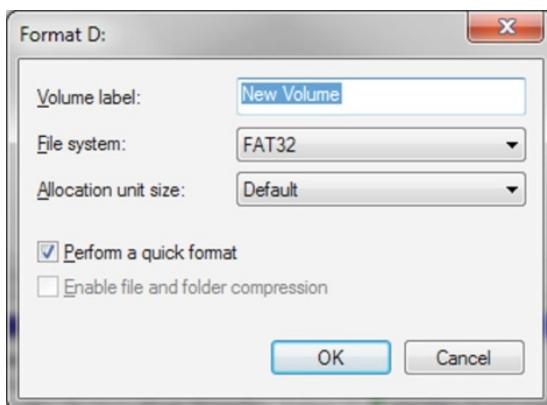 Format D:
Volume label:
New Volume
File system:
FAT32
Allocation unit size:
Default
Perform a quick format
Enable file and folder compression
OK
Cancel